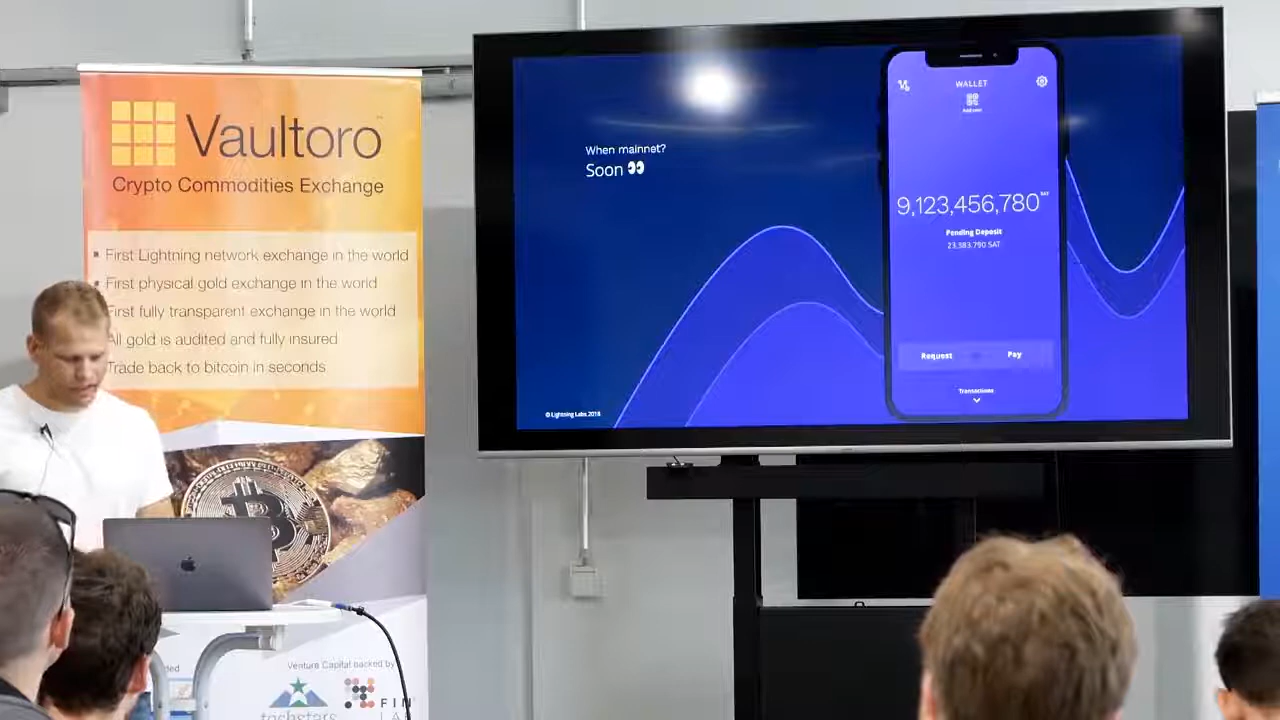 Vaultoro
Crypto Commodities Exchange
First Lightning network exchange in the world
First physical gold exchange in the world
First fully transparent exchange in the world
All gold is audited and fully insured
Trade back to bitcoin in seconds
Venture Capital backed by
techstars
FIN
LAB
When mainnet?
Soon 👀
© Lightning Labs 2018
WALLET
9,123,456,780 SAT
Pending Deposit
23,383,790 SAT
Request
Pay
Transactions